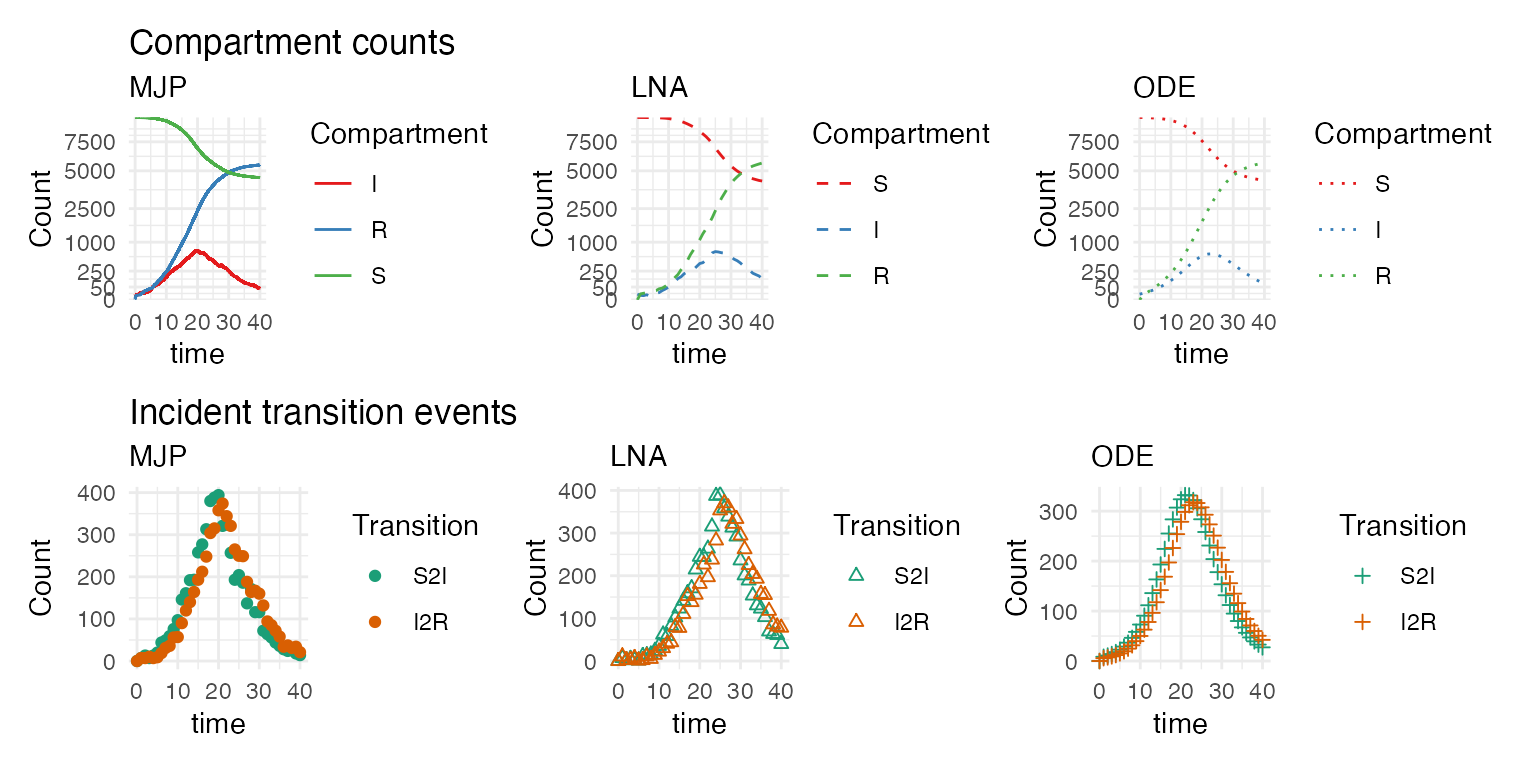 Compartment counts
MJP
Count
7500
5000
2500
1000
250
50
0
0 10 20 30 40
time
Compartment
I
R
S
LNA
Count
7500
5000
2500
1000
250
50
0
0 10 20 30 40
time
Compartment
S
I
R
ODE
Count
7500
5000
2500
1000
250
50
0
0 10 20 30 40
time
Compartment
S
I
R
Incident transition events
MJP
Count
400
300
200
100
0
0 10 20 30 40
time
Transition
S2I
I2R
LNA
Count
400
300
200
100
0
0 10 20 30 40
time
Transition
S2I
I2R
ODE
Count
300
200
100
0
0 10 20 30 40
time
Transition
S2I
I2R